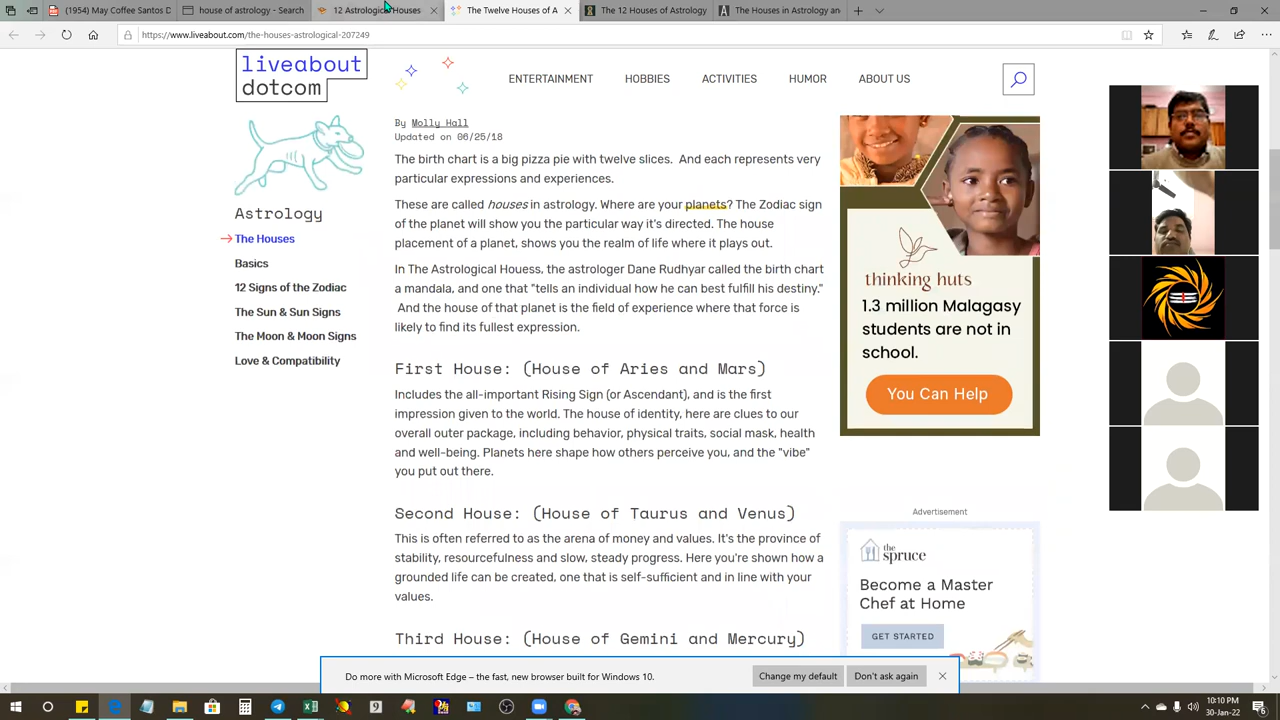 (1954) May Coffee Santos D
house of astrology - Search
12 Astrological Houses
The Twelve Houses of A
The 12 Houses of Astrology
The Houses in Astrology an
https://www.liveabout.com/the-houses-astrological-207249
liveabout
dotcom
ENTERTAINMENT
HOBBIES
ACTIVITIES
HUMOR
ABOUT US
Astrology
The Houses
Basics
12 Signs of the Zodiac
The Sun & Sun Signs
The Moon & Moon Signs
Love & Compatibility
By Molly Hall
Updated on 06/25/18
The birth chart is a big pizza pie with twelve slices. And each represents very
particular expressions and experiences.
These are called houses in astrology. Where are your planets? The Zodiac sign
of the planet will show you the particular way it's directed. The house
placement of a planet, shows you the realm of life where it plays out.
In The Astrological Houess, the astrologer Dane Rudhyar called the birth chart
a mandala, and one that "tells an individual how he can best fulfill his destiny."
And the house of that planet is the field of experience where that force is
likely to find its fullest expression.
First House: (House of Aries and Mars)
Includes the all-important Rising Sign (or Ascendant), and is the first
impression given to the world. The house of identity, here are clues to our
overall outer package, including behavior, physical traits, social mask, health
and well-being. Planets here shape how others perceive you, and the "vibe"
you put out there.
Second House: (House of Taurus and Venus)
This is often referred to as the arena of money and values. It's the province of
stability, resourcefulness and slow, steady progress. Here you're shown how a
grounded life can be created, one that is self-sufficient and in line with your
values.
Third House: (House of Gemini and Mercury)
thinking huts
1.3 million Malagasy
students are not in
school.
You Can Help
Advertisement
the
spruce
Become a Master
Chef at Home
GET STARTED
Do more with Microsoft Edge – the fast, new browser built for Windows 10.
Change my default
Don't ask again
10:10 PM
30-Jan-22